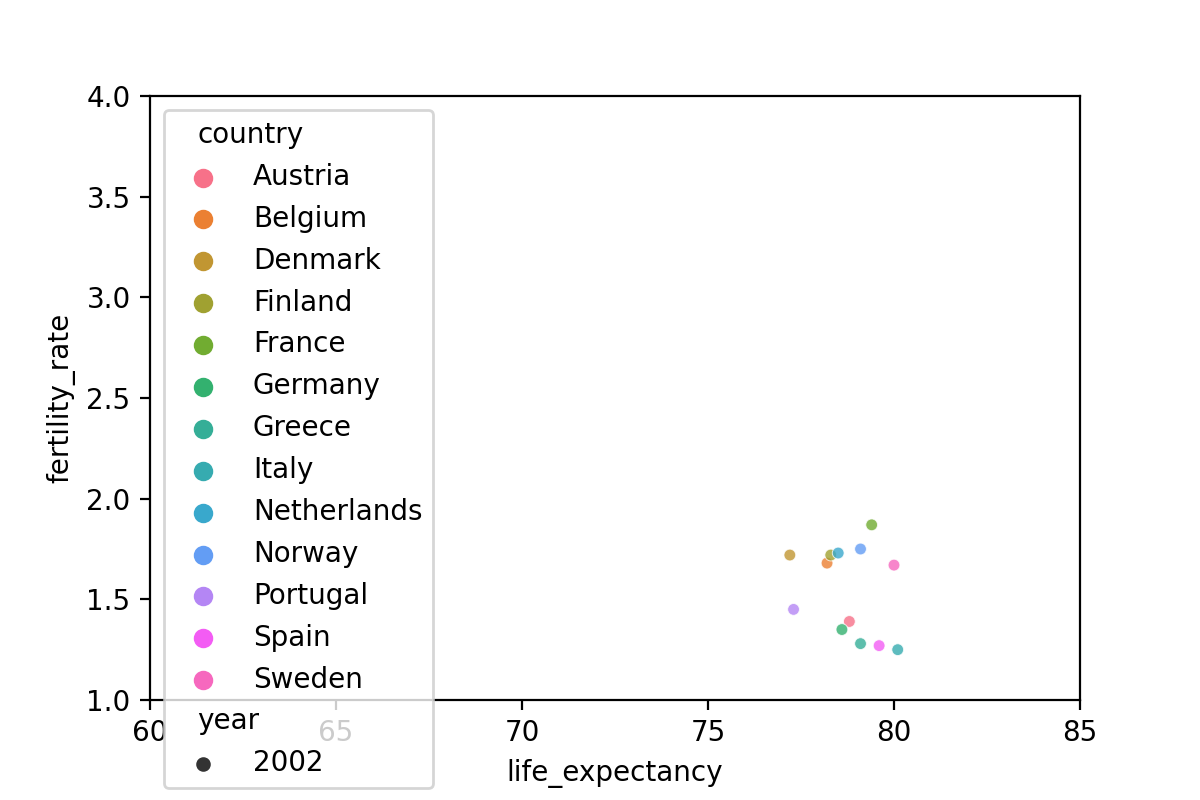 4.0
3.5
3.0
2.5
2.0
1.5
1.0
fertility_rate
country
Austria
Belgium
Denmark
Finland
France
Germany
Greece
Italy
Netherlands
Norway
Portugal
Spain
Sweden
year
2002
60 65 70 75 80 85
life_expectancy